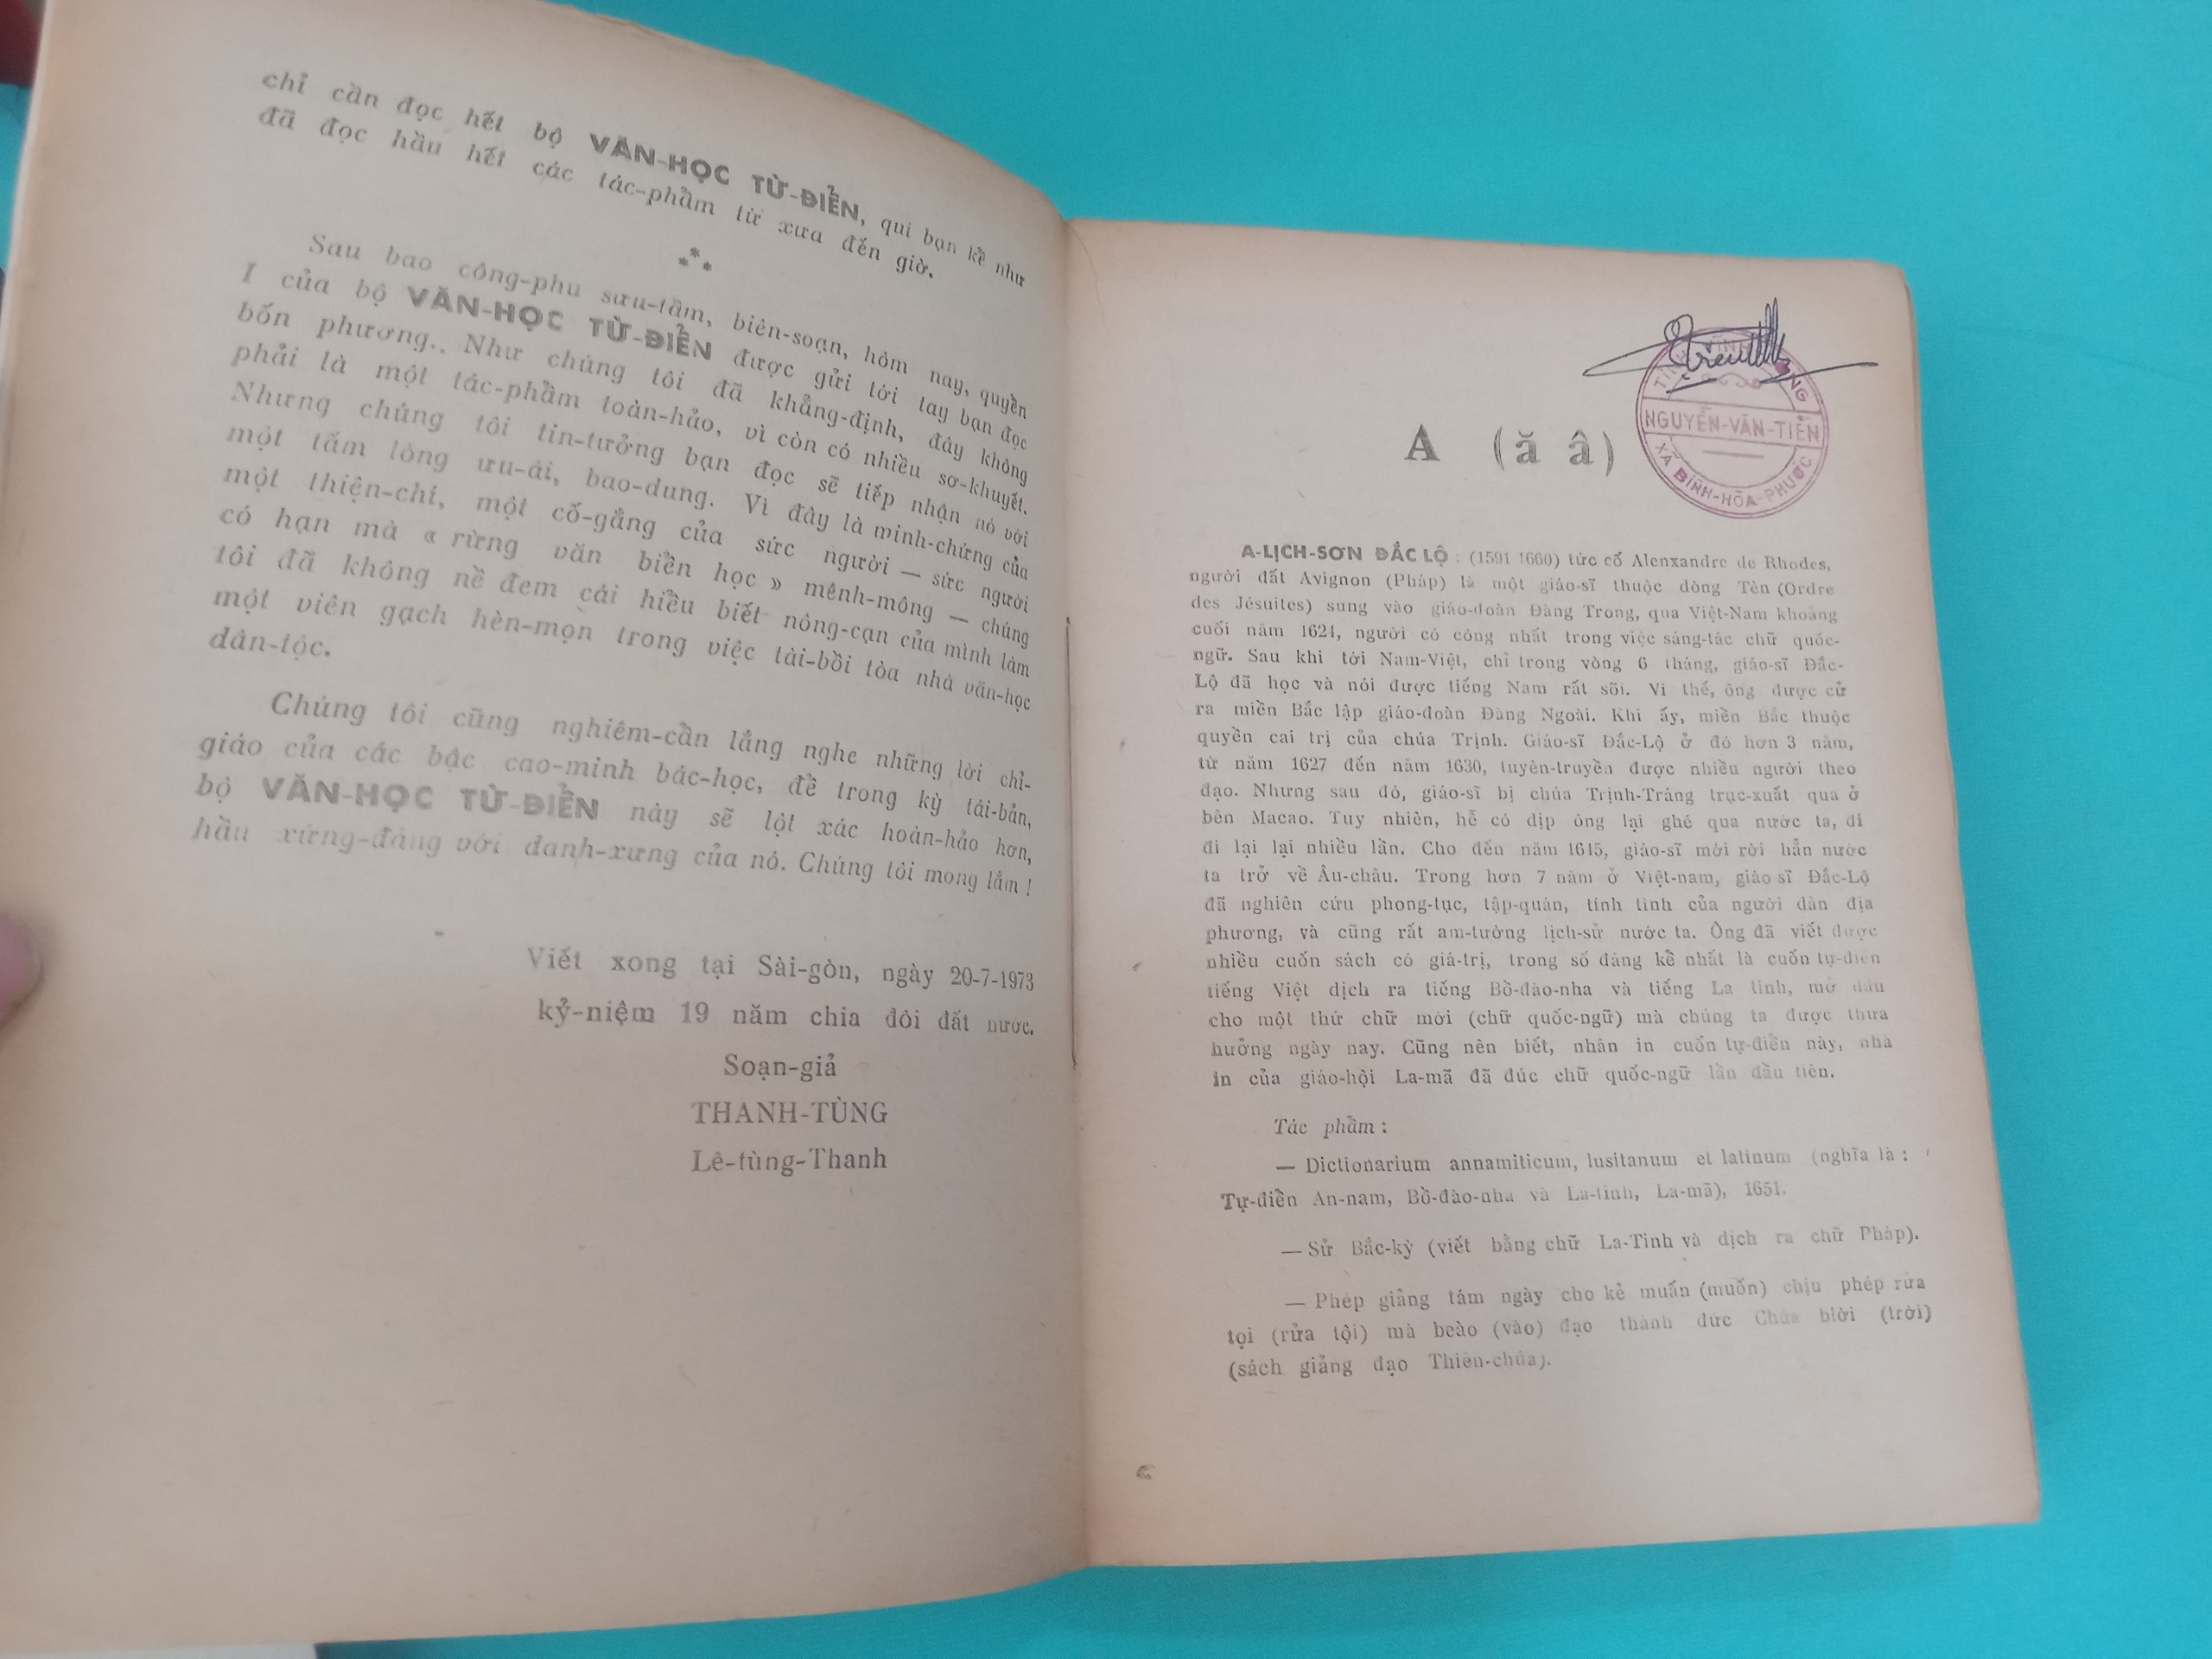 chỉ cần đọc hết bộ VĂN-HỌC TỪ-ĐIỂN, quí bạn kể như
đã đọc hầu hết các tác-phẩm từ xưa đến giờ.
***
Sau bao công-phu sưu-tầm, biên-soạn, hôm nay, quyển
I của bộ VĂN-HỌC TỪ-ĐIỂN được gửi tới tay bạn đọc
bốn phương.. Như chúng tôi đã khẳng-định, đây không
phải là một tác-phẩm toàn-hảo, vì còn có nhiều sơ-khuyết.
Nhưng chúng tôi tin-tưởng bạn đọc sẽ tiếp nhận nó với
một tấm lòng ưu-ái, bao-dung. Vì đây là minh-chứng của
một thiện-chí, một cố-gắng của sức người — sức người
có hạn mà « rừng văn biển học » mênh-mông — chúng
tôi đã không nề đem cái hiểu biết nông-cạn của mình làm
một viên gạch hèn-mọn trong việc tài-bồi tòa nhà văn-học
dân-tộc.
Chúng tôi cũng nghiêm-cẩn lắng nghe những lời chỉ-
giáo của các bậc cao-minh bác-học, để trong kỳ tái-bản,
bộ VĂN-HỌC TỪ-ĐIỂN này sẽ lột xác hoàn-hảo hơn,
hầu xứng-đáng với danh-xưng của nó. Chúng tôi mong lắm !
Viết xong tại Sài-gòn, ngày 20-7-1973
kỷ-niệm 19 năm chia đôi đất nước.
Soạn-giả
THANH-TÙNG
Lê-tùng-Thanh
NGUYỄN-VĂN-TIỄN
XÃ BÌNH-HÒA-PHƯỚC
A (ă â)
A-LỊCH-SƠN ĐẮC LỘ : (1591 1660) tức cố Alenxandre de Rhodes,
người đất Avignon (Pháp) là một giáo-sĩ thuộc dòng Tên (Ordre
des Jésuites) sung vào giáo-đoàn Đàng Trong, qua Việt-Nam khoảng
cuối năm 1624, người có công nhất trong việc sáng-tác chữ quốc-
ngữ. Sau khi tới Nam-Việt, chỉ trong vòng 6 tháng, giáo-sĩ Đắc-
Lộ đã học và nói được tiếng Nam rất sõi. Vì thế, ông được cử
ra miền Bắc lập giáo-đoàn Đàng Ngoài. Khi ấy, miền Bắc thuộc
quyền cai trị của chúa Trịnh. Giáo-sĩ Đắc-Lộ ở đó hơn 3 năm,
từ năm 1627 đến năm 1630, tuyên-truyền được nhiều người theo
đạo. Nhưng sau đó, giáo-sĩ bị chúa Trịnh-Tráng trục-xuất qua ở
bên Macao. Tuy nhiên, hễ có dịp ông lại ghé qua nước ta, đi
đi lại lại nhiều lần. Cho đến năm 1645, giáo-sĩ mới rời hẳn nước
ta trở về Âu-châu. Trong hơn 7 năm ở Việt-nam, giáo sĩ Đắc-Lộ
đã nghiên cứu phong-tục, tập-quán, tính tình của người dân địa
phương, và cũng rất am-tường lịch-sử nước ta. Ông đã viết được
nhiều cuốn sách có giá-trị, trong số đáng kể nhất là cuốn tự-điển
tiếng Việt dịch ra tiếng Bồ-đào-nha và tiếng La tinh, mở đầu
cho một thứ chữ mới (chữ quốc-ngữ) mà chúng ta được thừa
hưởng ngày nay. Cũng nên biết, nhân in cuốn tự-điển này, nhà
in của giáo-hội La-mã đã đúc chữ quốc-ngữ lần đầu tiên.
Tác phẩm :
— Dictionarium annamiticum, lusitanum et latinum (nghĩa là :
Tự-điển An-nam, Bồ-đào-nha và La-tinh, La-mã), 1651.
— Sử Bắc-kỳ (viết bằng chữ La-Tinh và dịch ra chữ Pháp).
— Phép giảng tám ngày cho kẻ muấn (muốn) chịu phép rửa
tọi (rửa tội) mà beào (vào) đạo thánh đức Chúa blời (trời)
(sách giảng đạo Thiên-chúa).